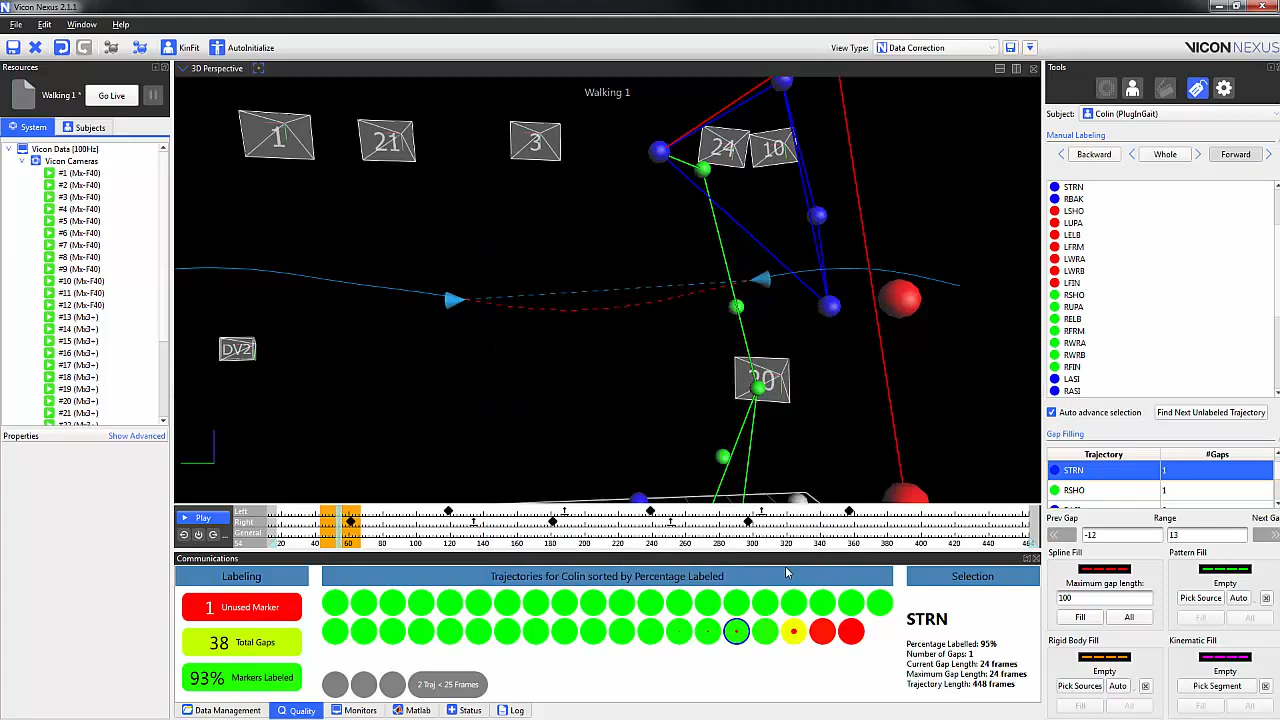 Vicon Nexus 2.1.1
File Edit Window Help
KinFit AutoInitialize View Type: Data Correction VICON NEXUS
Resources
Walking 1 * Go Live
System Subjects
Vicon Data [100Hz]
Vicon Cameras
#1 (Mx-F40)
#2 (Mx-F40)
#3 (Mx-F40)
#4 (Mx-F40)
#5 (Mx-F40)
#6 (Mx-F40)
#7 (Mx-F40)
#8 (Mx-F40)
#9 (Mx-F40)
#10 (Mx-F40)
#11 (Mx-F40)
#12 (Mx-F40)
#13 (Mx3+)
#14 (Mx3+)
#15 (Mx3+)
#16 (Mx3+)
#17 (Mx3+)
#18 (Mx3+)
#19 (Mx3+)
#20 (Mx3+)
#21 (Mx3+)
Properties Show Advanced
3D Perspective
Walking 1
1 21 3 24 10
DV2
20
Play
Left
Right
General
54 20 40 60 80 100 120 140 160 180 200 220 240 260 280 300 320 340 360 380 400 420 440
Communications
Labeling
1 Unused Marker
38 Total Gaps
93% Markers Labeled
Trajectories for Colin sorted by Percentage Labeled
2 Traj < 25 Frames
Selection
STRN
Percentage Labelled: 95%
Number of Gaps: 1
Current Gap Length: 24 frames
Maximum Gap Length: 24 frames
Trajectory Length: 448 frames
Data Management Quality Monitors Matlab Status Log
Tools
Subject: Colin (PlugInGait)
Manual Labeling
Backward Whole Forward
STRN
RBAK
LSHO
LUPA
LELB
LFRM
LWRA
LWRB
LFIN
RSHO
RUPA
RELB
RFRM
RWRA
RWRB
RFIN
LASI
RASI
Auto advance selection Find Next Unlabeled Trajectory
Gap Filling
Trajectory #Gaps
STRN 1
RSHO 1
Prev Gap Range Next Ga
-12 13
Spline Fill Pattern Fill
Maximum gap length: Empty
100 Pick Source Auto
Fill All Fill All
Rigid Body Fill Kinematic Fill
Empty Empty
Pick Sources Auto Pick Segment
Fill All Fill All